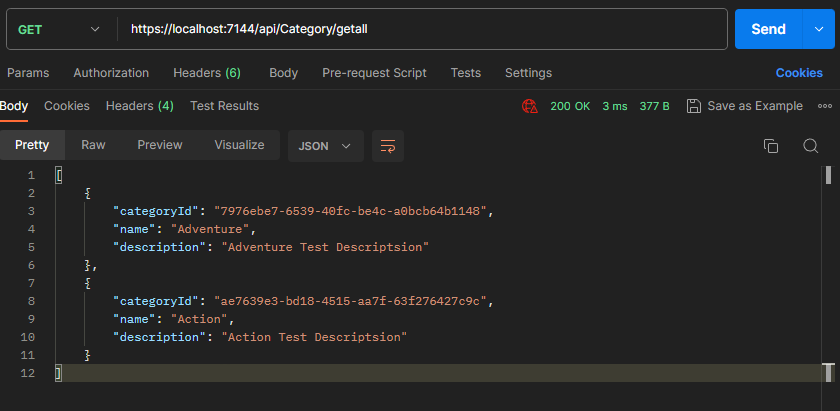 GET https://localhost:7144/api/Category/getall Send
Params Authorization Headers (6) Body Pre-request Script Tests Settings Cookies
Body Cookies Headers (4) Test Results 200 OK 3 ms 377 B Save as Example
Pretty Raw Preview Visualize JSON
1 [
2 {
3 "categoryId": "7976ebe7-6539-40fc-be4c-a0bcb64b1148",
4 "name": "Adventure",
5 "description": "Adventure Test Descriptsion"
6 },
7 {
8 "categoryId": "ae7639e3-bd18-4515-aa7f-63f276427c9c",
9 "name": "Action",
10 "description": "Action Test Descriptsion"
11 }
12 ]